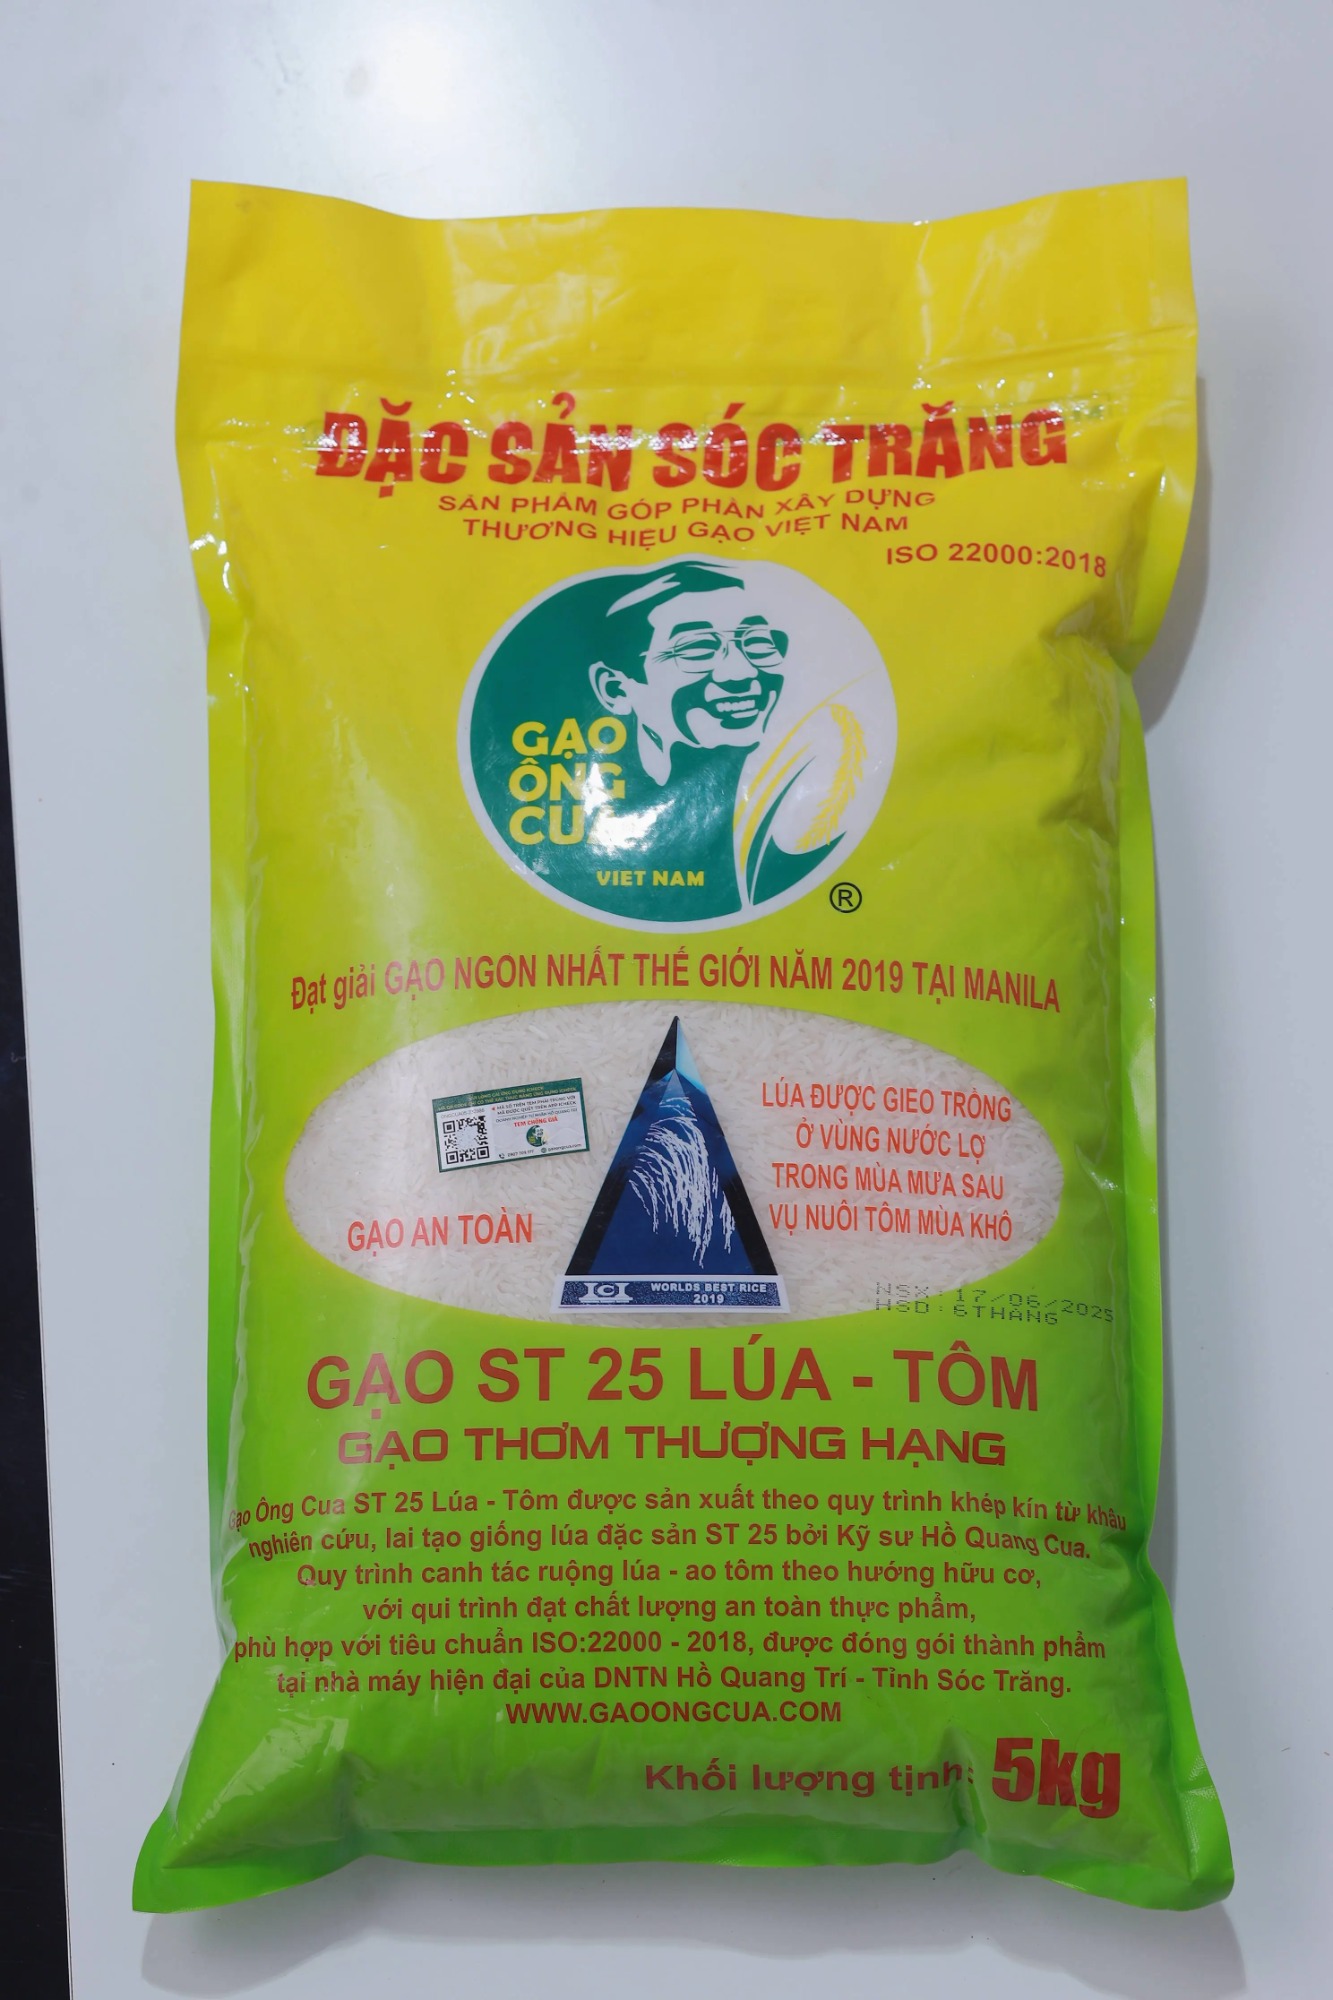 ĐẶC SẢN SÓC TRĂNG
SẢN PHẨM GÓP PHẦN XÂY DỰNG
THƯƠNG HIỆU GẠO VIỆT NAM
ISO 22000:2018
GẠO
ÔNG
CUA
VIET NAM
®
Đạt giải GẠO NGON NHẤT THẾ GIỚI NĂM 2019 TẠI MANILA
TEM CHỐNG GIẢ
GẠO AN TOÀN
LÚA ĐƯỢC GIEO TRỒNG
Ở VÙNG NƯỚC LỢ
TRONG MÙA MƯA SAU
VỤ NUÔI TÔM MÙA KHÔ
WORLDS BEST RICE
2019
NSX: 17/06/2025
HSD: 6THANG
GẠO ST 25 LÚA - TÔM
GẠO THƠM THƯỢNG HẠNG
Gạo Ông Cua ST 25 Lúa - Tôm được sản xuất theo quy trình khép kín từ khâu
nghiên cứu, lai tạo giống lúa đặc sản ST 25 bởi Kỹ sư Hồ Quang Cua.
Quy trình canh tác ruộng lúa - ao tôm theo hướng hữu cơ,
với qui trình đạt chất lượng an toàn thực phẩm,
phù hợp với tiêu chuẩn ISO:22000 - 2018, được đóng gói thành phẩm
tại nhà máy hiện đại của DNTN Hồ Quang Trí - Tỉnh Sóc Trăng.
WWW.GAOONGCUA.COM
Khối lượng tịnh: 5kg